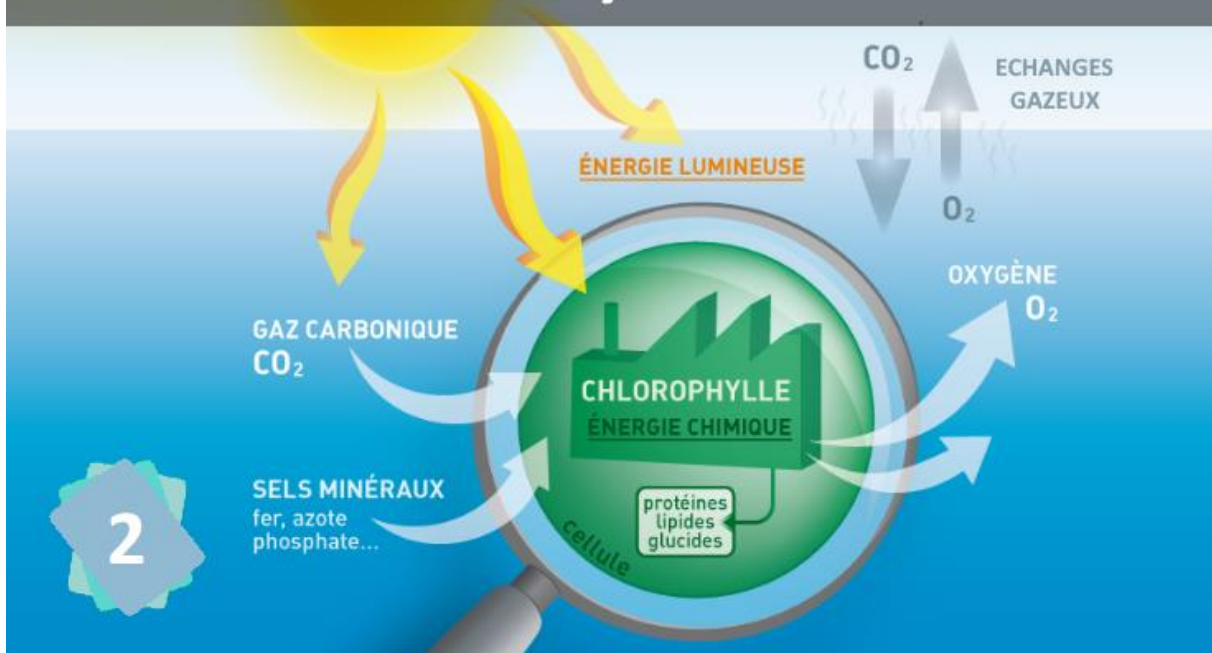 CO₂
ECHANGES
GAZEUX
ÉNERGIE LUMINEUSE
O₂
OXYGÈNE
O₂
GAZ CARBONIQUE
CO₂
CHLOROPHYLLE
ÉNERGIE CHIMIQUE
SELS MINÉRAUX
fer, azote
phosphate...
protéines
lipides
glucides
cellule
2